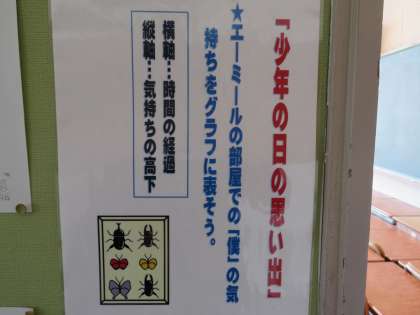 「少年の日の思い出」
★エーミールの部屋での「僕」の気
持ちをグラフに表そう。
横軸…時間の経過
縦軸…気持ちの高下